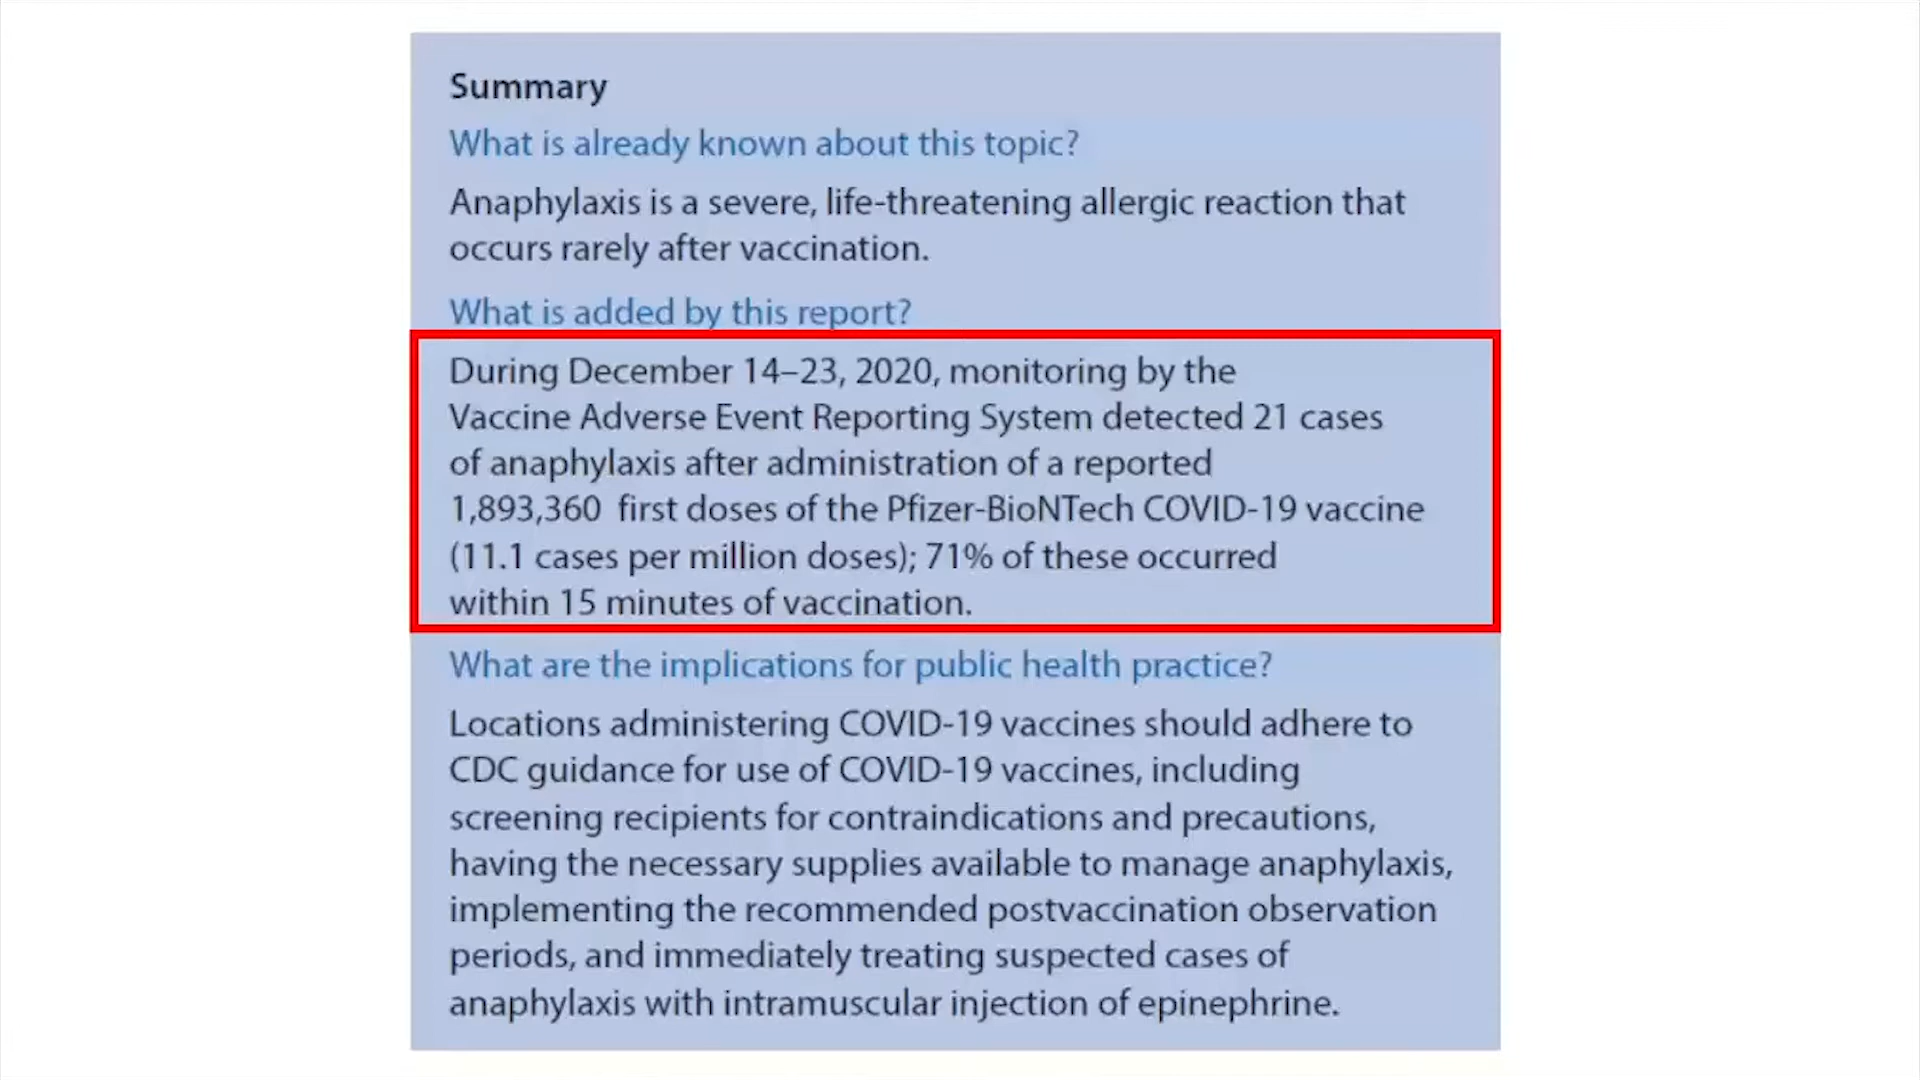 Summary
What is already known about this topic?
Anaphylaxis is a severe, life-threatening allergic reaction that
occurs rarely after vaccination.
What is added by this report?
During December 14–23, 2020, monitoring by the
Vaccine Adverse Event Reporting System detected 21 cases
of anaphylaxis after administration of a reported
1,893,360 first doses of the Pfizer-BioNTech COVID-19 vaccine
(11.1 cases per million doses); 71% of these occurred
within 15 minutes of vaccination.
What are the implications for public health practice?
Locations administering COVID-19 vaccines should adhere to
CDC guidance for use of COVID-19 vaccines, including
screening recipients for contraindications and precautions,
having the necessary supplies available to manage anaphylaxis,
implementing the recommended postvaccination observation
periods, and immediately treating suspected cases of
anaphylaxis with intramuscular injection of epinephrine.